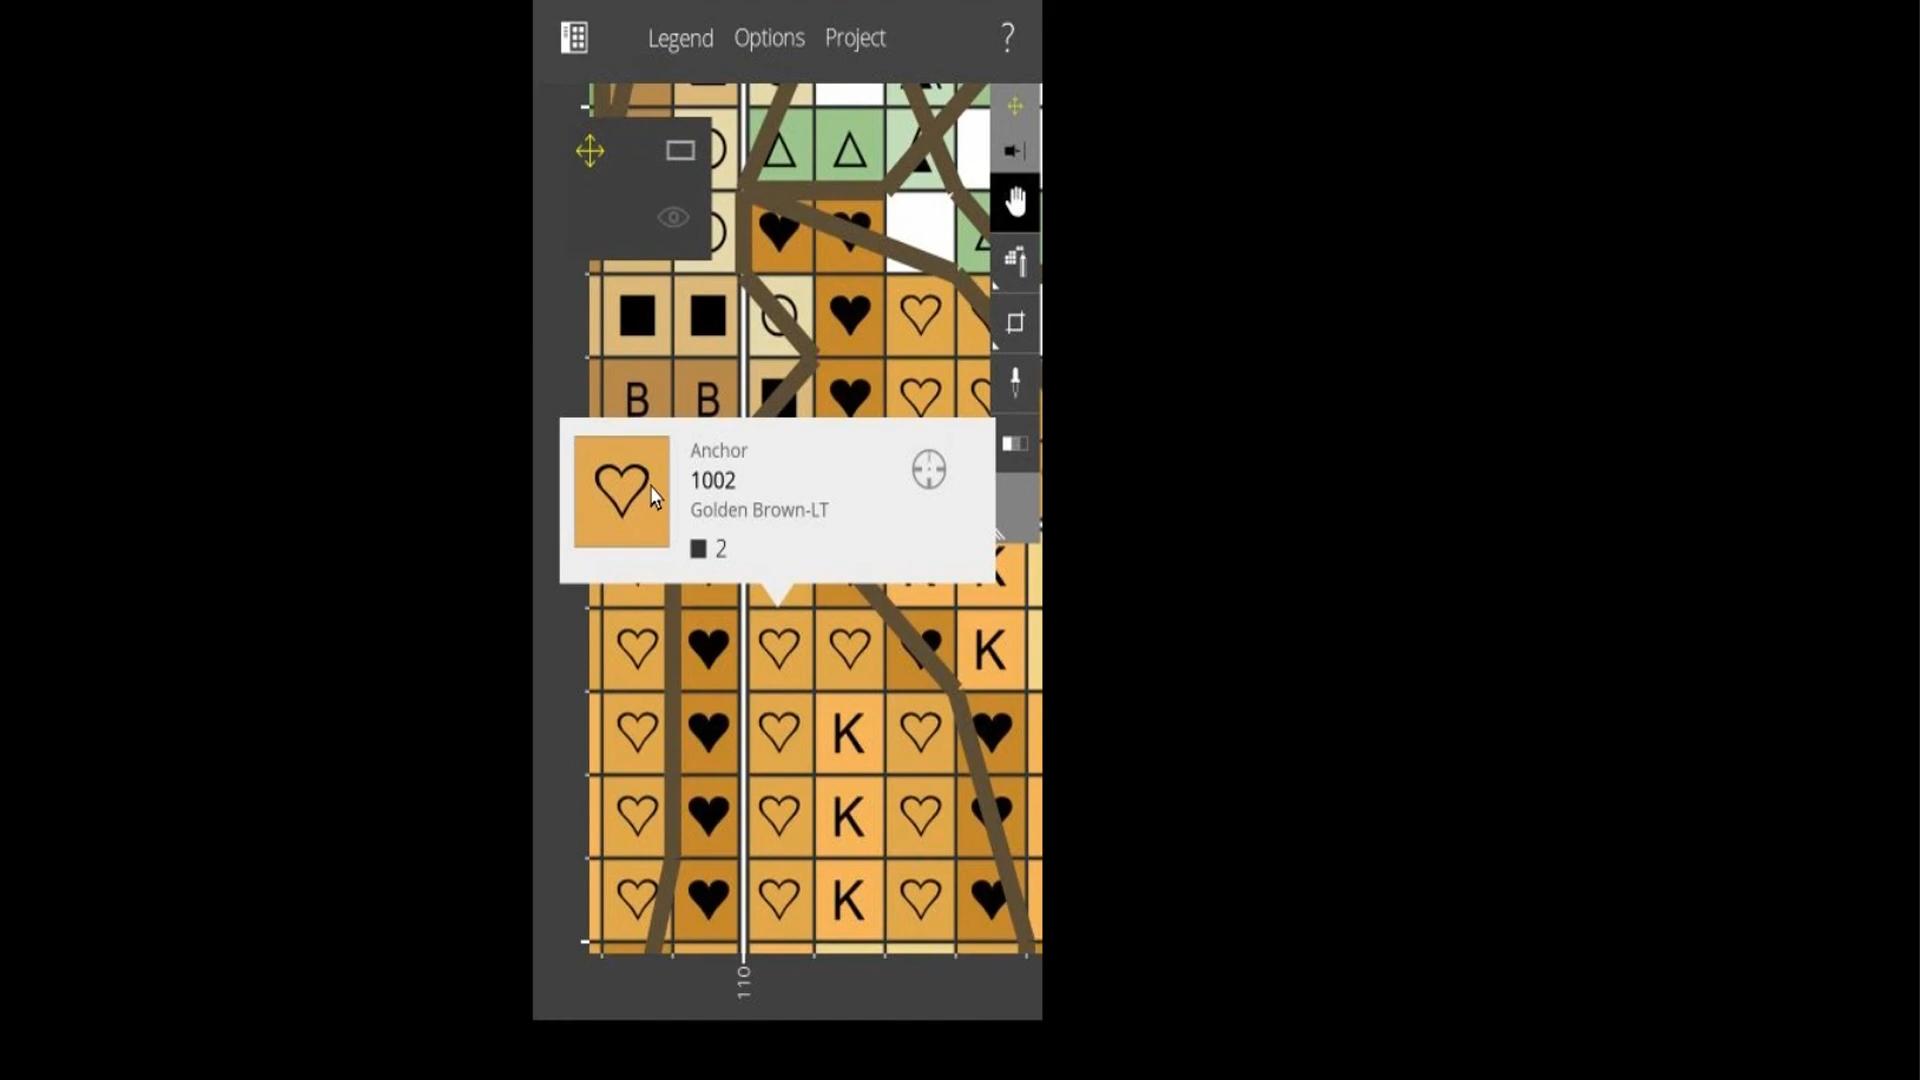 Legend Options Project ?
B B
Anchor
1002
Golden Brown-LT
2
K
K
K
K
K
110